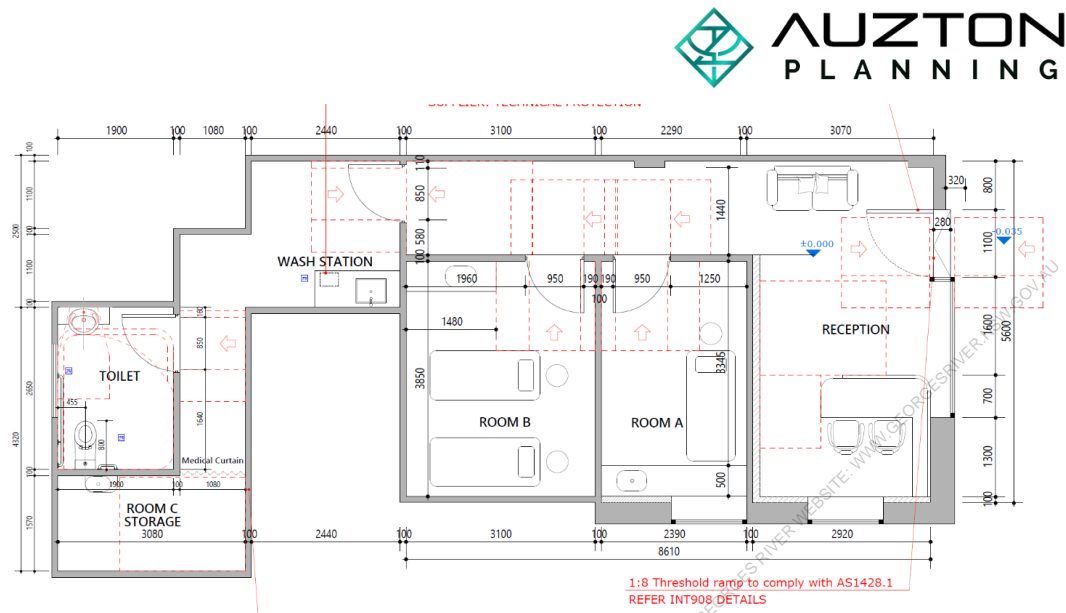 AUZTON
PLANNING
SUPPLIER: TECHNICAL PROTECTION
1900 100 1080 100 2440 100 3100 100 2290 100 3070
100
1100
2500
100
1100
100
2650
4320
100
1570
110
850
580
100
1440
320
800
280
1100
-0.035
±0.000
WASH STATION
1960 950 190 190 950 1250
100
1480
3850
3345
500
160
850
1640
TOILET
455
800
RECEPTION
1600
5600
700
1300
100
ROOM B
ROOM A
Medical Curtain
1900 100 1080
ROOM C
STORAGE
3080 100 2440 100 3100 100 2390 100 2920
8610
1:8 Threshold ramp to comply with AS1428.1
REFER INT908 DETAILS
GEORGES RIVER WEBSITE: WWW.GEORGESRIVER.NSW.GOV.AU